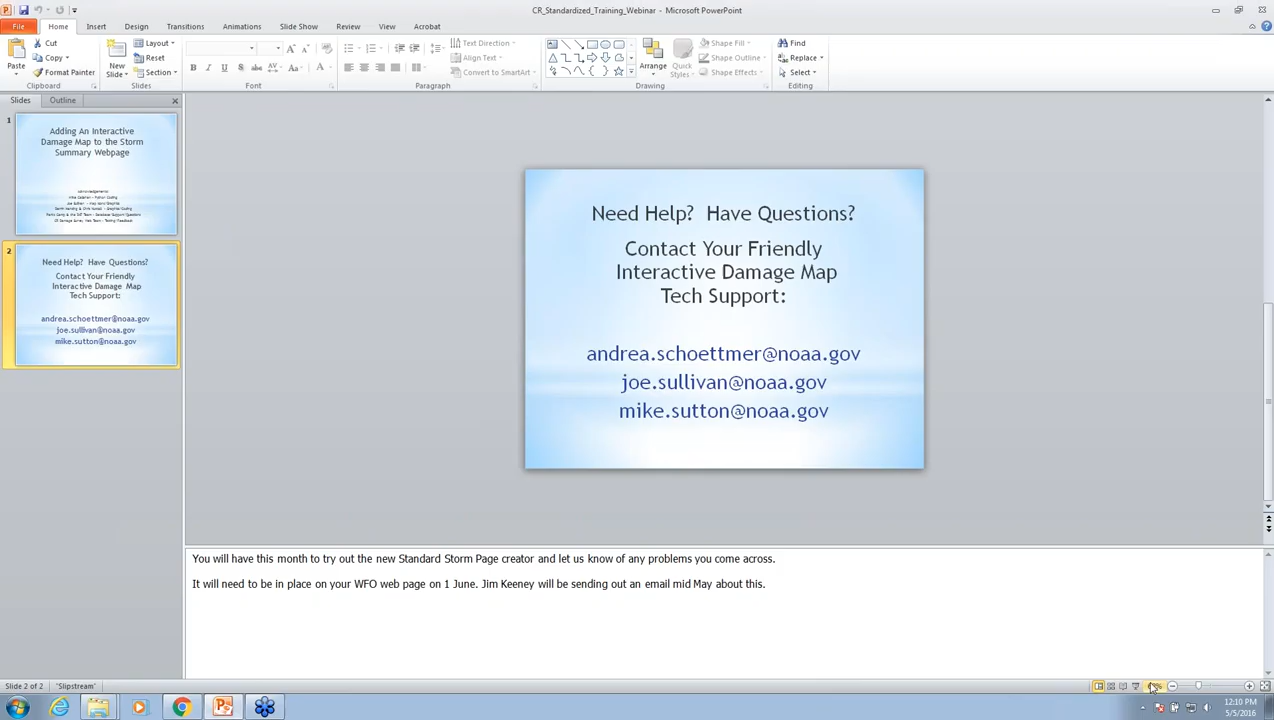 CR_Standardized_Training_Webinar - Microsoft PowerPoint
File Home Insert Design Transitions Animations Slide Show Review View Acrobat
Paste
Cut
Copy
Format Painter
Clipboard
New Slide
Layout
Reset
Section
Slides
Font
Text Direction
Align Text
Convert to SmartArt
Paragraph
Arrange
Quick Styles
Shape Fill
Shape Outline
Shape Effects
Drawing
Find
Replace
Select
Editing
Slides Outline
1
Adding An Interactive
Damage Map to the Storm
Summary Webpage
2
Need Help? Have Questions?
Contact Your Friendly
Interactive Damage Map
Tech Support:
andrea.schoettmer@noaa.gov
joe.sullivan@noaa.gov
mike.sutton@noaa.gov
Need Help? Have Questions?
Contact Your Friendly
Interactive Damage Map
Tech Support:
andrea.schoettmer@noaa.gov
joe.sullivan@noaa.gov
mike.sutton@noaa.gov
You will have this month to try out the new Standard Storm Page creator and let us know of any problems you come across.
It will need to be in place on your WFO web page on 1 June. Jim Keeney will be sending out an email mid May about this.
Slide 2 of 2 "Slipstream"
12:10 PM
5/5/2016